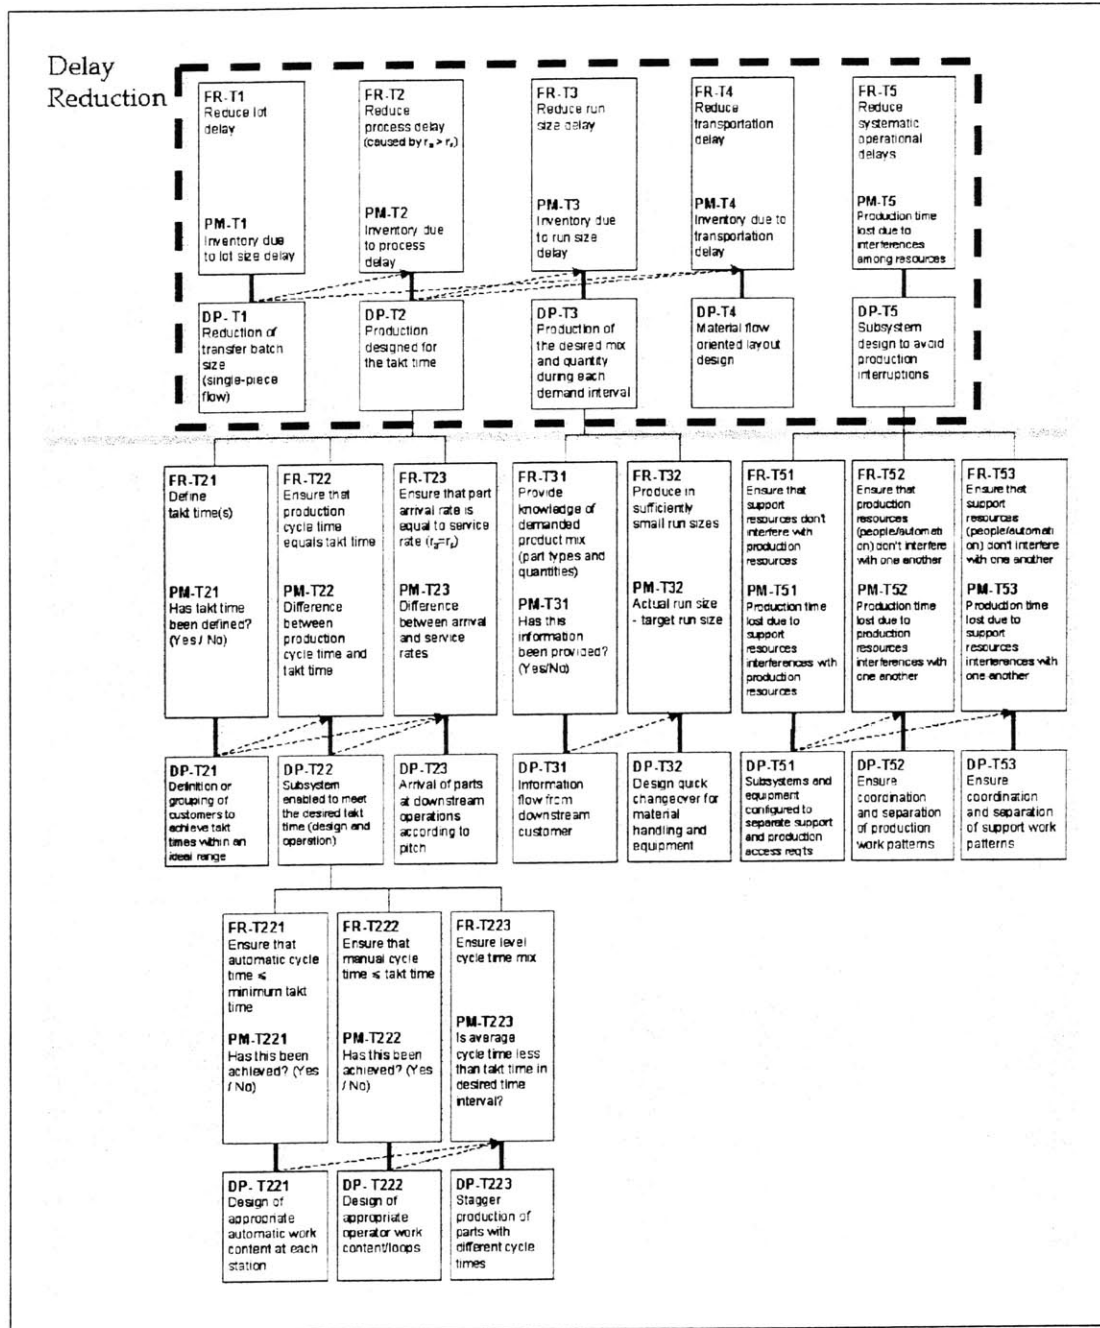 Delay
Reduction
FR-T1
Reduce lot
delay
PM-T1
Inventory due
to lot size delay
DP-T1
Reduction of
transfer batch
size
(single-piece
flow)
FR-T2
Reduce
process delay
(caused by rₐ > rₛ)
PM-T2
Inventory due
to process
delay
DP-T2
Production
designed for
the takt time
FR-T3
Reduce run
size delay
PM-T3
Inventory due
to run size
delay
DP-T3
Production of
the desired mix
and quantity
during each
demand interval
FR-T4
Reduce
transportation
delay
PM-T4
Inventory due to
transportation
delay
DP-T4
Material flow
oriented layout
design
FR-T5
Reduce
systematic
operational
delays
PM-T5
Production time
lost due to
interferences
among resources
DP-T5
Subsystem
design to avoid
production
interruptions
FR-T21
Define
takt time(s)
PM-T21
Has takt time
been defined?
(Yes / No)
DP-T21
Definition or
grouping of
customers to
achieve takt
times within an
ideal range
FR-T22
Ensure that
production
cycle time
equals takt time
PM-T22
Difference
between
production
cycle time and
takt time
DP-T22
Subsystem
enabled to meet
the desired takt
time (design and
operation)
FR-T23
Ensure that part
arrival rate is
equal to service
rate (rₐ=rₛ)
PM-T23
Difference
between arrival
and service
rates
DP-T23
Arrival of parts
at downstream
operations
according to
pitch
FR-T31
Provide
knowledge of
demanded
product mix
(part types and
quantities)
PM-T31
Has this
information
been provided?
(Yes/No)
DP-T31
Information
flow from
downstream
customer
FR-T32
Produce in
sufficiently
small run sizes
PM-T32
Actual run size
- target run size
DP-T32
Design quick
changeover for
material
handling and
equipment
FR-T51
Ensure that
support
resources don't
interfere with
production
resources
PM-T51
Production time
lost due to
support
resources
interferences with
production
resources
DP-T51
Subsystems and
equipment
configured to
separate support
and production
access req'ts
FR-T52
Ensure that
production
resources
(people/automati
on) don't interfere
with one another
PM-T52
Production time
lost due to
production
resources
interferences with
one another
DP-T52
Ensure
coordination
and separation
of production
work patterns
FR-T53
Ensure that
support
resources
(people/automati
on) don't interfere
with one another
PM-T53
Production time
lost due to
support
resources
interferences with
one another
DP-T53
Ensure
coordination
and separation
of support work
patterns
FR-T221
Ensure that
automatic cycle
time ≤
minimum takt
time
PM-T221
Has this been
achieved? (Yes
/ No)
DP- T221
Design of
appropriate
automatic work
content at each
station
FR-T222
Ensure that
manual cycle
time ≤ takt time
PM-T222
Has this been
achieved? (Yes
/ No)
DP- T222
Design of
appropriate
operator work
content/loops
FR-T223
Ensure level
cycle time mix
PM-T223
Is average
cycle time less
than takt time in
desired time
interval?
DP- T223
Stagger
production of
parts with
different cycle
times